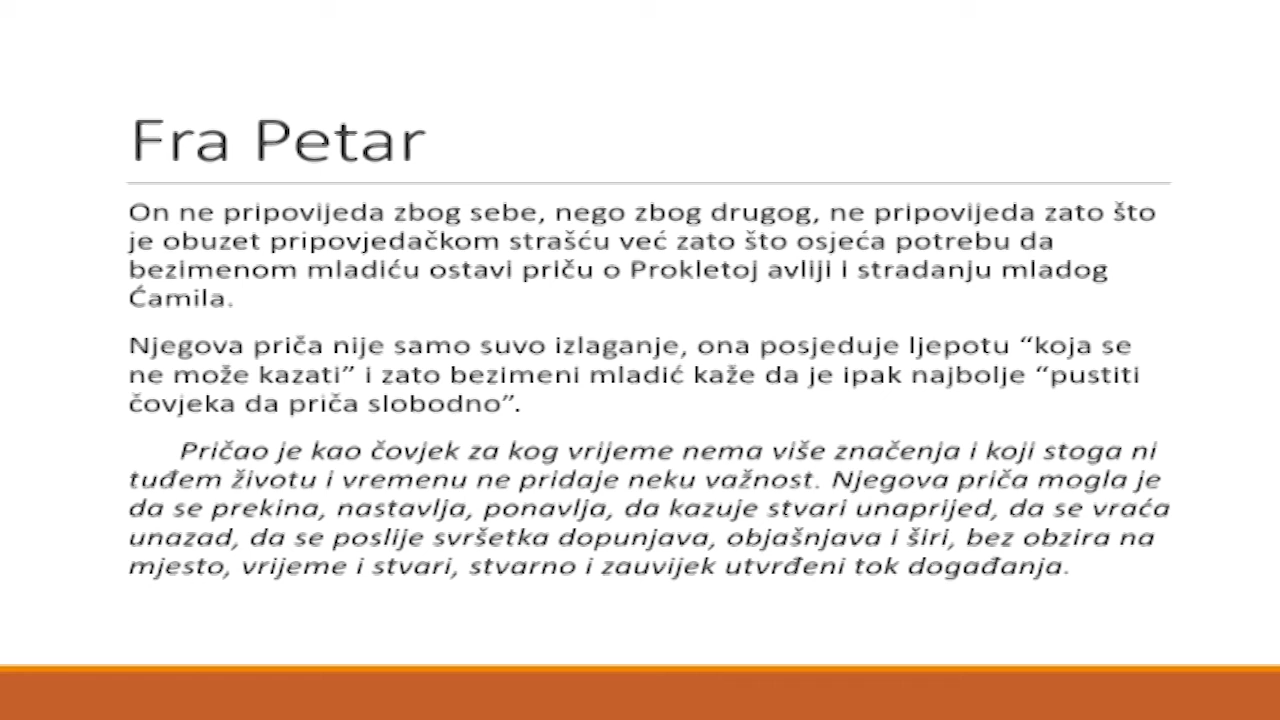 Fra Petar
On ne pripovijeda zbog sebe, nego zbog drugog, ne pripovijeda zato što
je obuzet pripovjedačkom strašću već zato što osjeća potrebu da
bezimenom mladiću ostavi priču o Prokletoj avliji i stradanju mladog
Ćamila.
Njegova priča nije samo suvo izlaganje, ona posjeduje ljepotu “koja se
ne može kazati” i zato bezimeni mladić kaže da je ipak najbolje “pustiti
čovjeka da priča slobodno”.
Pričao je kao čovjek za kog vrijeme nema više značenja i koji stoga ni
tuđem životu i vremenu ne pridaje neku važnost. Njegova priča mogla je
da se prekina, nastavlja, ponavlja, da kazuje stvari unaprijed, da se vraća
unazad, da se poslije svršetka dopunjava, objašnjava i širi, bez obzira na
mjesto, vrijeme i stvari, stvarno i zauvijek utvrđeni tok događanja.